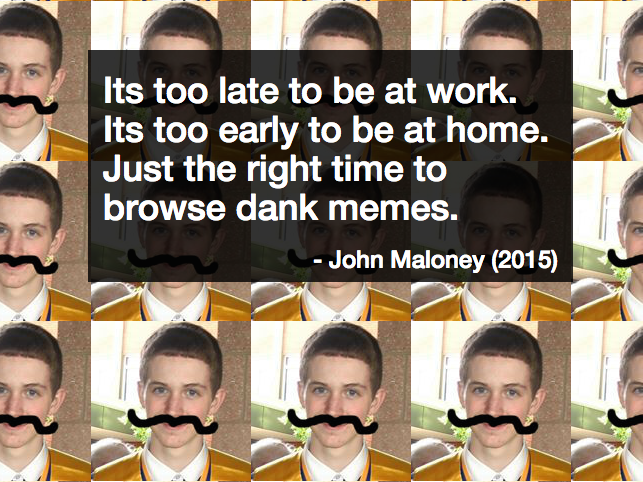 Its too late to be at work.
Its too early to be at home.
Just the right time to
browse dank memes.
- John Maloney (2015)